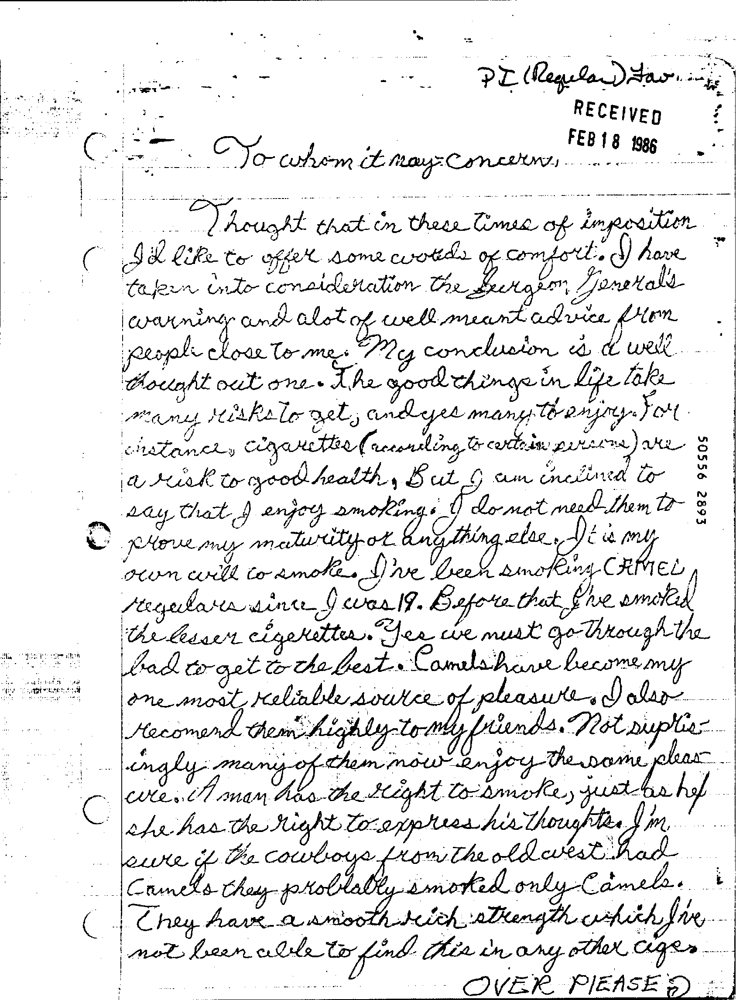 PI (Regular) Fav.
RECEIVED
FEB 18 1986
To whom it may concern,
Thought that in these times of imposition
I'd like to offer some words of comfort. I have
taken into consideration the Surgeon General's
warning and alot of well meant advice from
people close to me. My conclusion is a well
thought out one. The good things in life take
many risks to get, and yes many to enjoy. For
instance, cigarettes (according to certain persons) are
a risk to good health, But I am inclined to
say that I enjoy smoking. I do not need them to
prove my maturity or anything else. It is my
own will to smoke. I've been smoking CAMEL
regulars since I was 19. Before that I've smoked
the lesser cigerettes. Yes we must go through the
bad to get to the best. Camels have become my
one most reliable source of pleasure. I also
recomend them highly to my friends. Not supris-
ingly many of them now enjoy the same pleas-
ure. A man has the right to smoke, just as he/
she has the right to express his thoughts. I'm
sure if the cowboys from the old west had
Camels they problably smoked only Camels.
They have a smooth rich strength which I've
not been able to find this in any other cige.
OVER PLEASE
50556 2893